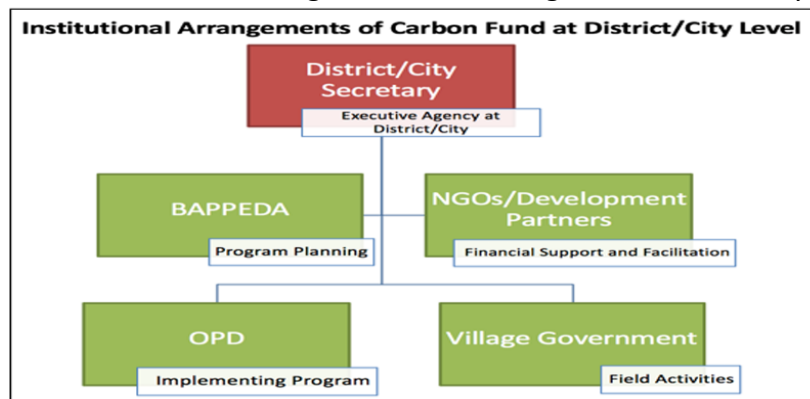 Institutional Arrangements of Carbon Fund at District/City Level
District/City
Secretary
Executive Agency at
District/City
BAPPEDA
Program Planning
NGOs/Development
Partners
Financial Support and Facilitation
OPD
Implementing Program
Village Government
Field Activities